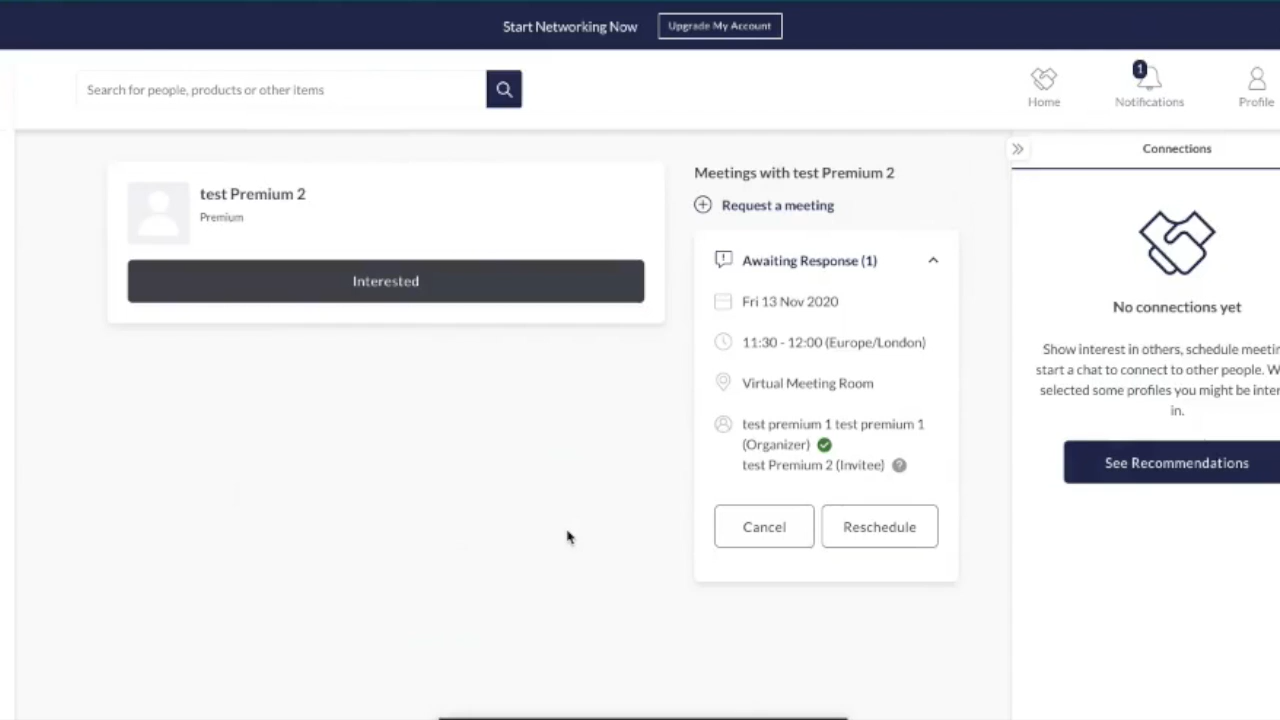 Start Networking Now
Upgrade My Account
Search for people, products or other items
Home
1
Notifications
Profile
test Premium 2
Premium
Interested
Meetings with test Premium 2
Request a meeting
Awaiting Response (1)
Fri 13 Nov 2020
11:30 - 12:00 (Europe/London)
Virtual Meeting Room
test premium 1 test premium 1
(Organizer)
test Premium 2 (Invitee) ?
Cancel
Reschedule
Connections
No connections yet
Show interest in others, schedule meetin
start a chat to connect to other people. W
selected some profiles you might be inter
in.
See Recommendations